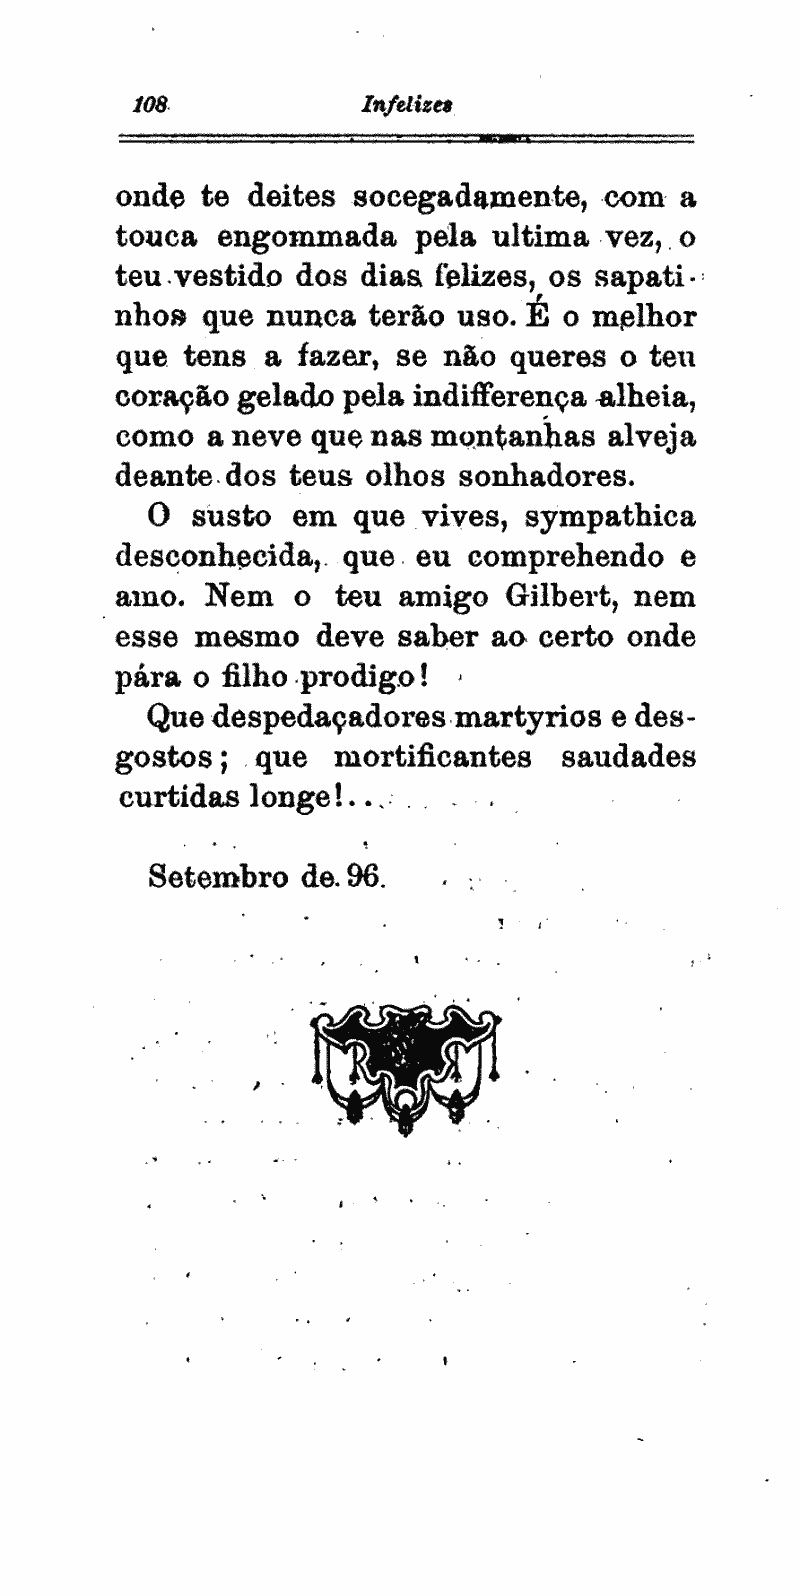 108 Infelizes
onde te deites socegadamente, com a
touca engommada pela ultima vez, o
teu vestido dos dias felizes, os sapati-
nhos que nunca terão uso. É o melhor
que tens a fazer, se não queres o teu
coração gelado pela indifferença alheia,
como a neve que nas montanhas alveja
deante dos teus olhos sonhadores.
O susto em que vives, sympathica
desconhecida, que eu comprehendo e
amo. Nem o teu amigo Gilbert, nem
esse mesmo deve saber ao certo onde
pára o filho prodigo!
Que despedaçadores martyrios e des-
gostos; que mortificantes saudades
curtidas longe!...
Setembro de 96.